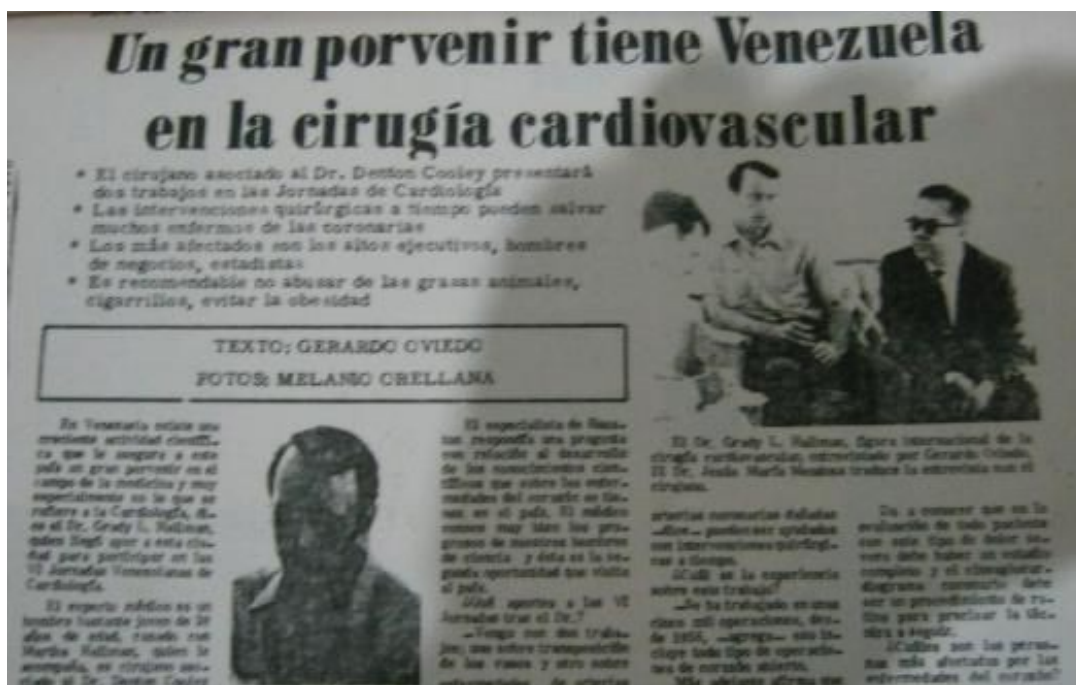 Un gran porvenir tiene Venezuela
en la cirugía cardiovascular
* El cirujano asociado al Dr. Denton Cooley presentará
dos trabajos en las Jornadas de Cardiología
* Las intervenciones quirúrgicas a tiempo pueden salvar
muchos enfermos de las coronarias
* Los más afectados son los altos ejecutivos, hombres
de negocios, estadistas
* Es recomendable no abusar de las grasas animales,
cigarrillos, evitar la obesidad
TEXTO: GERARDO OVIEDO
FOTOS: MELANIO ORELLANA
En Venezuela existe una
creciente actividad científi-
ca que le asegura a este
país un gran porvenir en el
campo de la medicina y muy
especialmente en lo que se
refiere a la Cardiología, di-
ce el Dr. Grady L. Hallman,
quien llegó ayer a esta ciu-
dad para participar en las
VI Jornadas Venezolanas de
Cardiología.
El experto médico es un
hombre bastante joven de
años de edad, casado con
Martha Hallman, quien le
acompaña, es cirujano aso-
ciado al Dr. Denton Cooley
El especialista de Hous-
ton respondía una pregunta
con relación al desarrollo
de los conocimientos cien-
tíficos que sobre las enfer-
medades del corazón se tie-
nen en el país. El médico
conoce muy bien los pro-
gresos de nuestros hombres
de ciencia y ésta es la se-
gunda oportunidad que visita
el país.
¿Qué aportes a las VI
Jornadas trae el Dr.?
—Vengo con dos traba-
jos; uno sobre transposición
de los vasos y otro sobre
enfermedades de arterias
El Dr. Grady L. Hallman, figura internacional de la
cirugía cardiovascular, entrevistado por Gerardo Oviedo.
El Dr. Jesús María traduce la entrevista con el
cirujano.
arterias coronarias dañadas
—dice— pueden ser ayudadas
con intervenciones quirúrgi-
cas a tiempo.
¿Cuál es la experiencia
sobre este trabajo?
—Se ha trabajado en unas
cinco mil operaciones, des-
de 1956, —agrega— eso in-
cluye todo tipo de operacio-
nes de corazón abierto.
Más adelante afirma que
Da a conocer que en la
evaluación de todo paciente
con este tipo de dolor se-
vero debe haber un estudio
completo y el
coronario debe
ser un procedimiento de ru-
tina para precisar la téc-
nica a seguir.
¿Cuáles son las perso-
nas más afectadas por las
enfermedades del corazón?